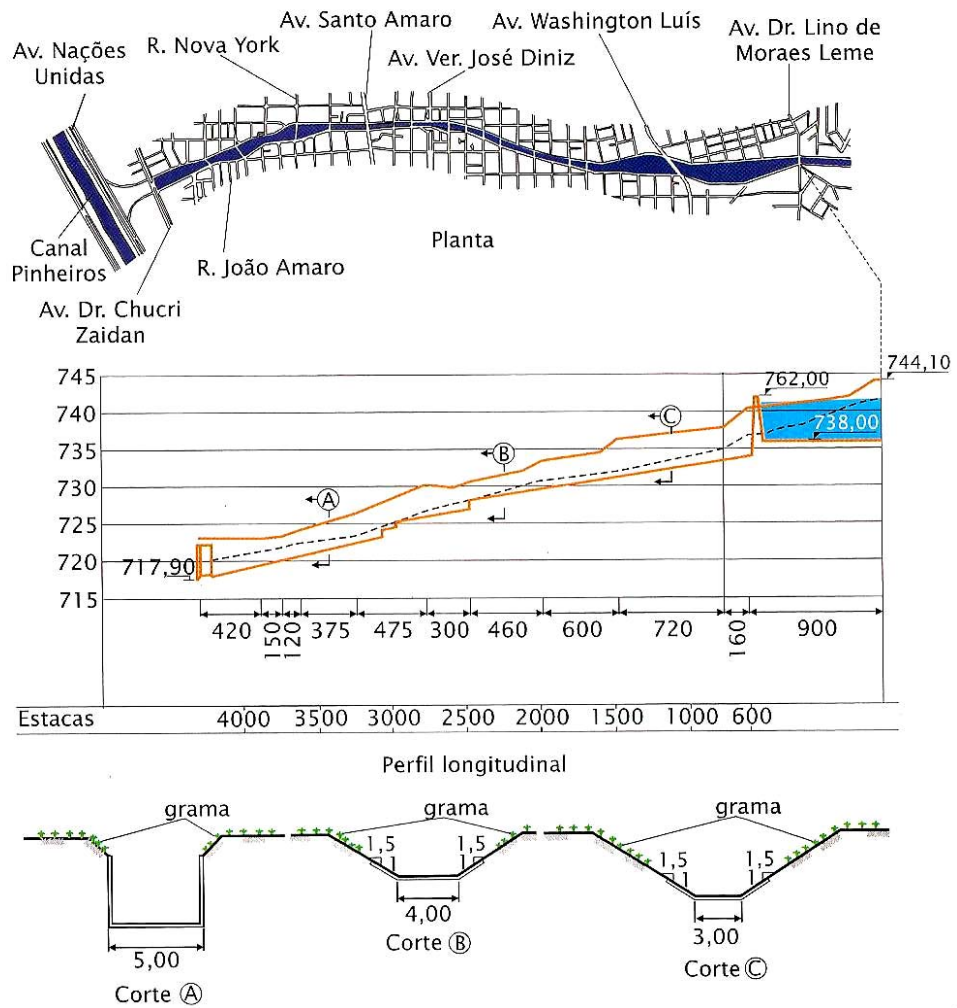 Av. Santo Amaro
Av. Washington Luís
Av. Dr. Lino de
Moraes Leme
Av. Nações
Unidas
R. Nova York
Av. Ver. José Diniz
Canal
Pinheiros
R. João Amaro
Planta
Av. Dr. Chucri
Zaidan
745
740
735
730
725
720
715
744,10
762,00
738,00
717,90
A
B
C
420
150
120
375
475
300
460
600
720
160
900
Estacas
4000
3500
3000
2500
2000
1500
1000
600
Perfil longitudinal
grama
grama
grama
1,5
1
1,5
1
1,5
1
1,5
1
5,00
4,00
3,00
Corte A
Corte B
Corte C